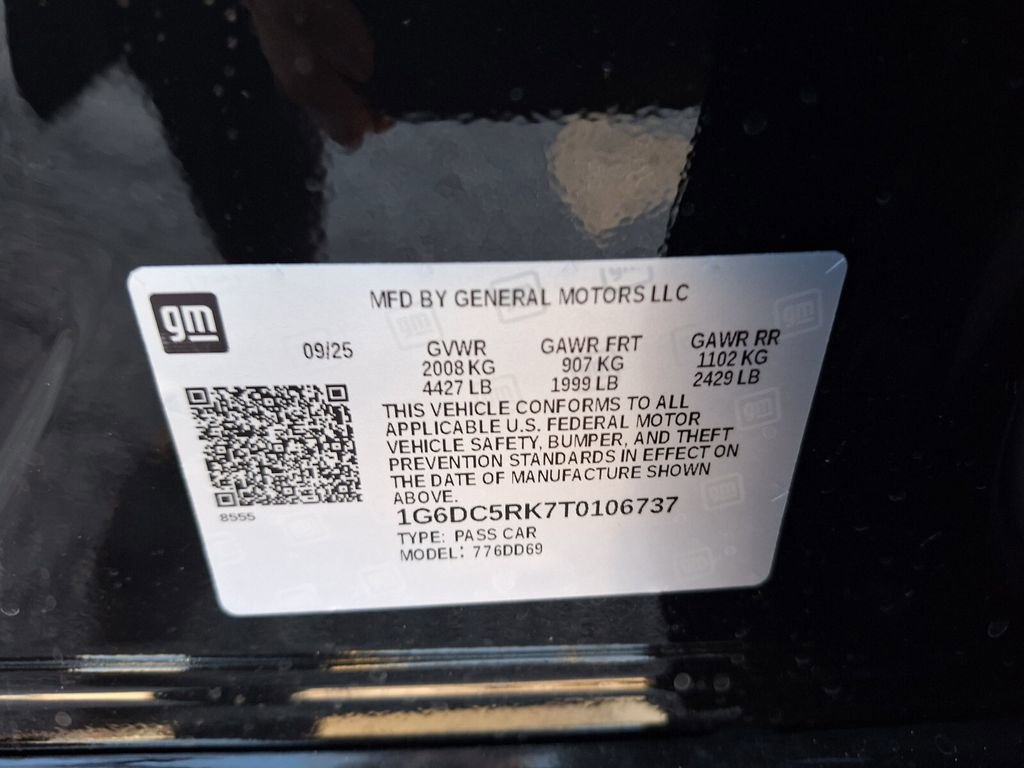 gm
MFD BY GENERAL MOTORS LLC
09/25
GVWR GAWR FRT GAWR RR
2008 KG 907 KG 1102 KG
4427 LB 1999 LB 2429 LB
THIS VEHICLE CONFORMS TO ALL
APPLICABLE U.S. FEDERAL MOTOR
VEHICLE SAFETY, BUMPER, AND THEFT
PREVENTION STANDARDS IN EFFECT ON
THE DATE OF MANUFACTURE SHOWN
ABOVE.
8555
1G6DC5RK7T0106737
TYPE: PASS CAR
MODEL: 776DD69